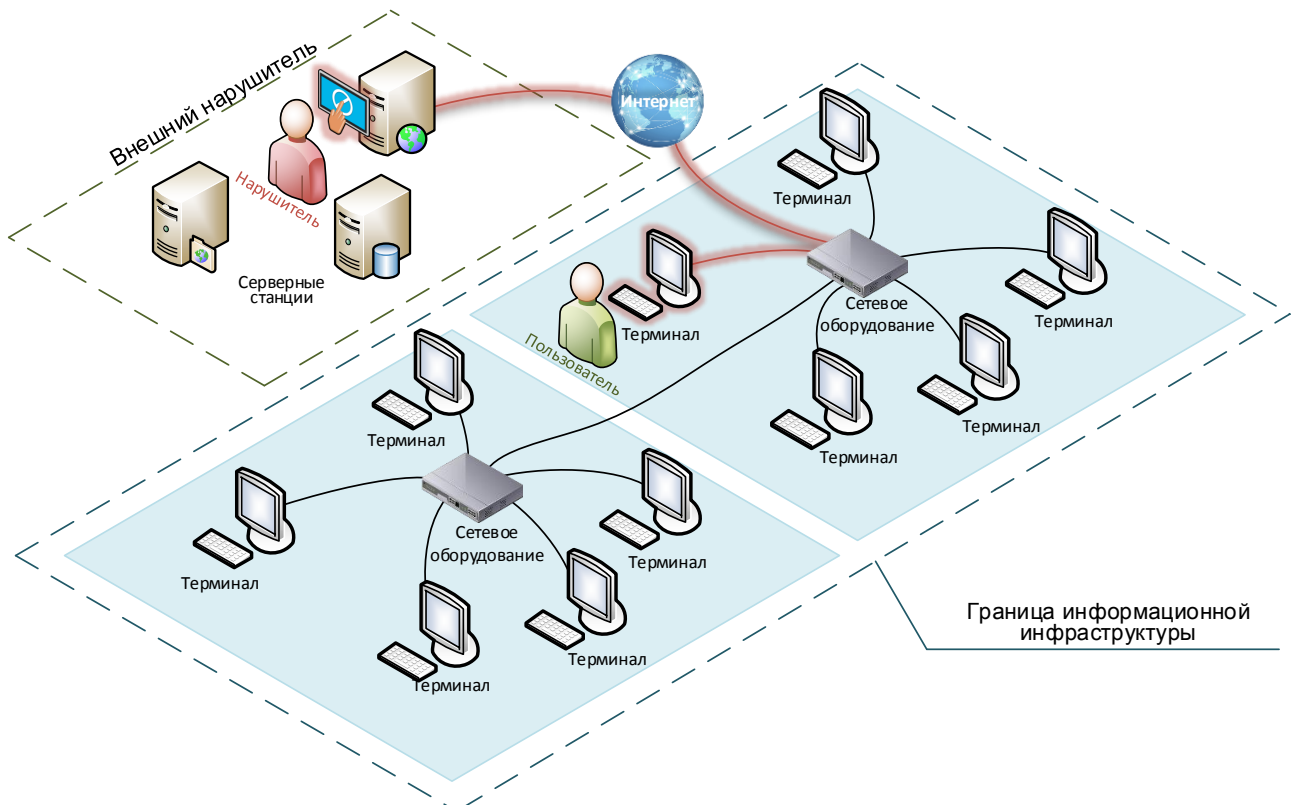 Внешний нарушитель
Интернет
Нарушитель
Серверные
станции
Терминал
Терминал
Сетевое
оборудование
Терминал
Пользователь
Терминал
Терминал
Терминал
Терминал
Сетевое
оборудование
Терминал
Терминал
Терминал
Терминал
Граница информационной
инфраструктуры